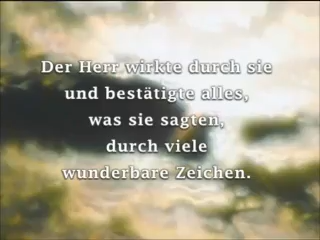 Der Herr wirkte durch sie
und bestätigte alles,
was sie sagten,
durch viele
wunderbare Zeichen.